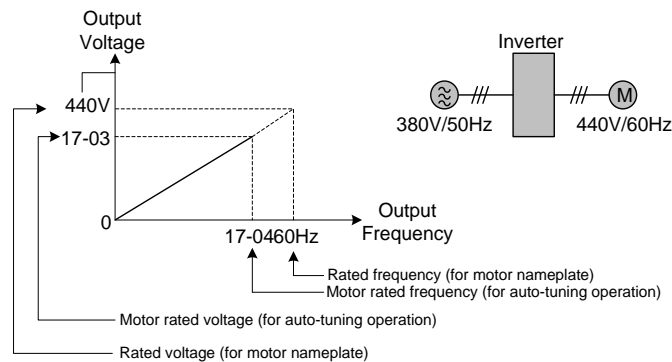 Output
Voltage
440V
17-03
0
17-04
60Hz
Output
Frequency
Rated frequency (for motor nameplate)
Motor rated frequency (for auto-tuning operation)
Motor rated voltage (for auto-tuning operation)
Rated voltage (for motor nameplate)
Inverter
M
380V/50Hz
440V/60Hz